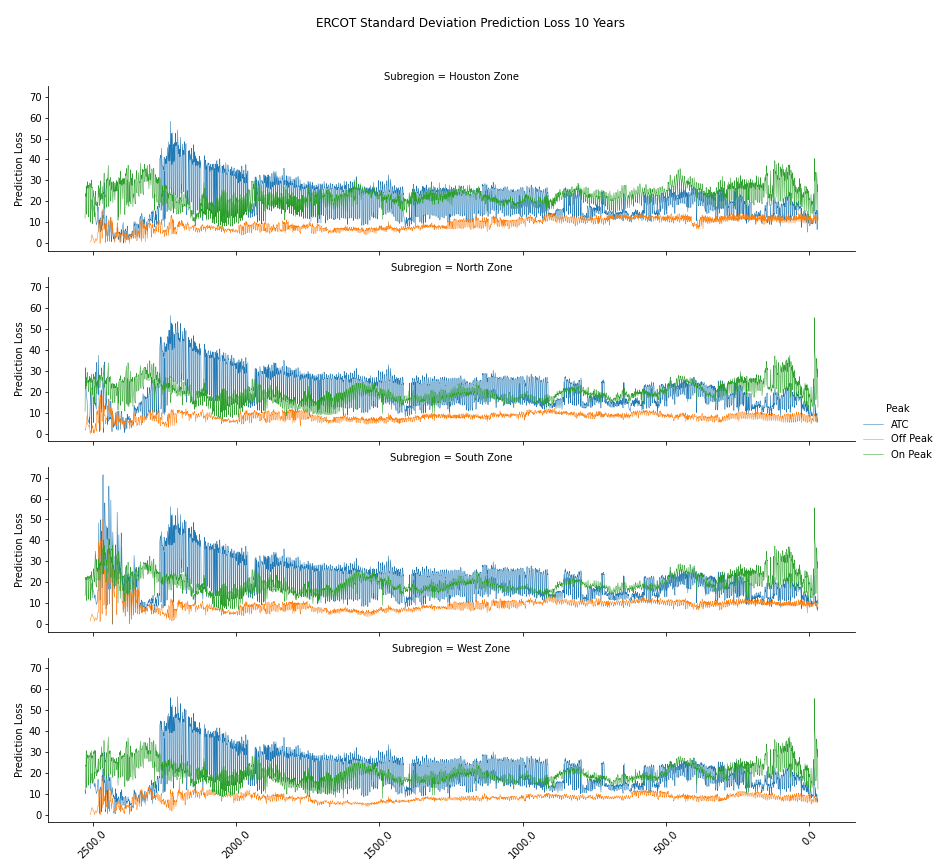 ERCOT Standard Deviation Prediction Loss 10 Years
Subregion = Houston Zone
70
60
50
40
30
20
10
0
Prediction Loss
Subregion = North Zone
70
60
50
40
30
20
10
0
Prediction Loss
Peak
ATC
Off Peak
On Peak
Subregion = South Zone
70
60
50
40
30
20
10
0
Prediction Loss
Subregion = West Zone
70
60
50
40
30
20
10
0
Prediction Loss
2500.0
2000.0
1500.0
1000.0
500.0
0.0